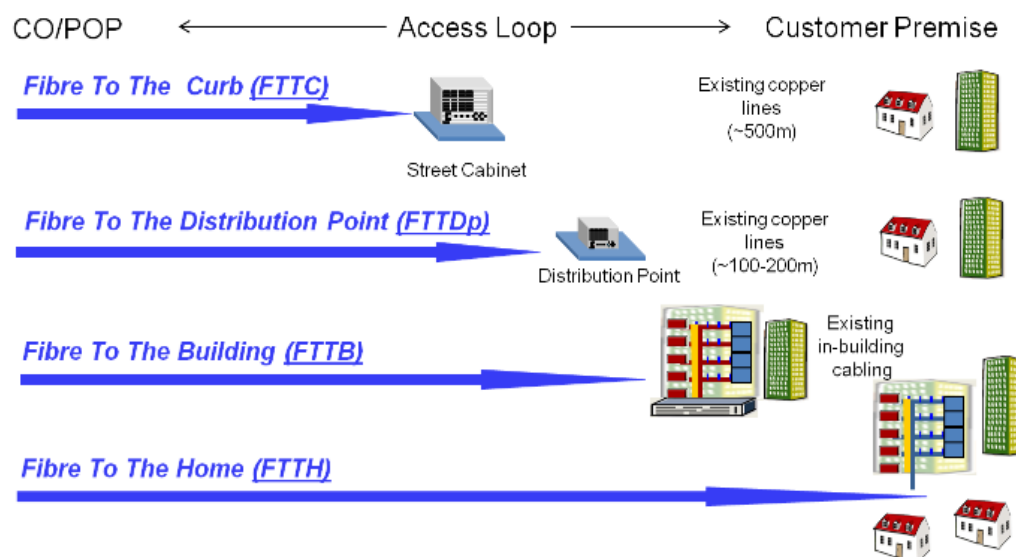 CO/POP
Access Loop
Customer Premise
Fibre To The Curb (FTTC)
Existing copper
lines
(~500m)
Street Cabinet
Fibre To The Distribution Point (FTTDp)
Existing copper
lines
(~100-200m)
Distribution Point
Fibre To The Building (FTTB)
Existing
in-building
cabling
Fibre To The Home (FTTH)